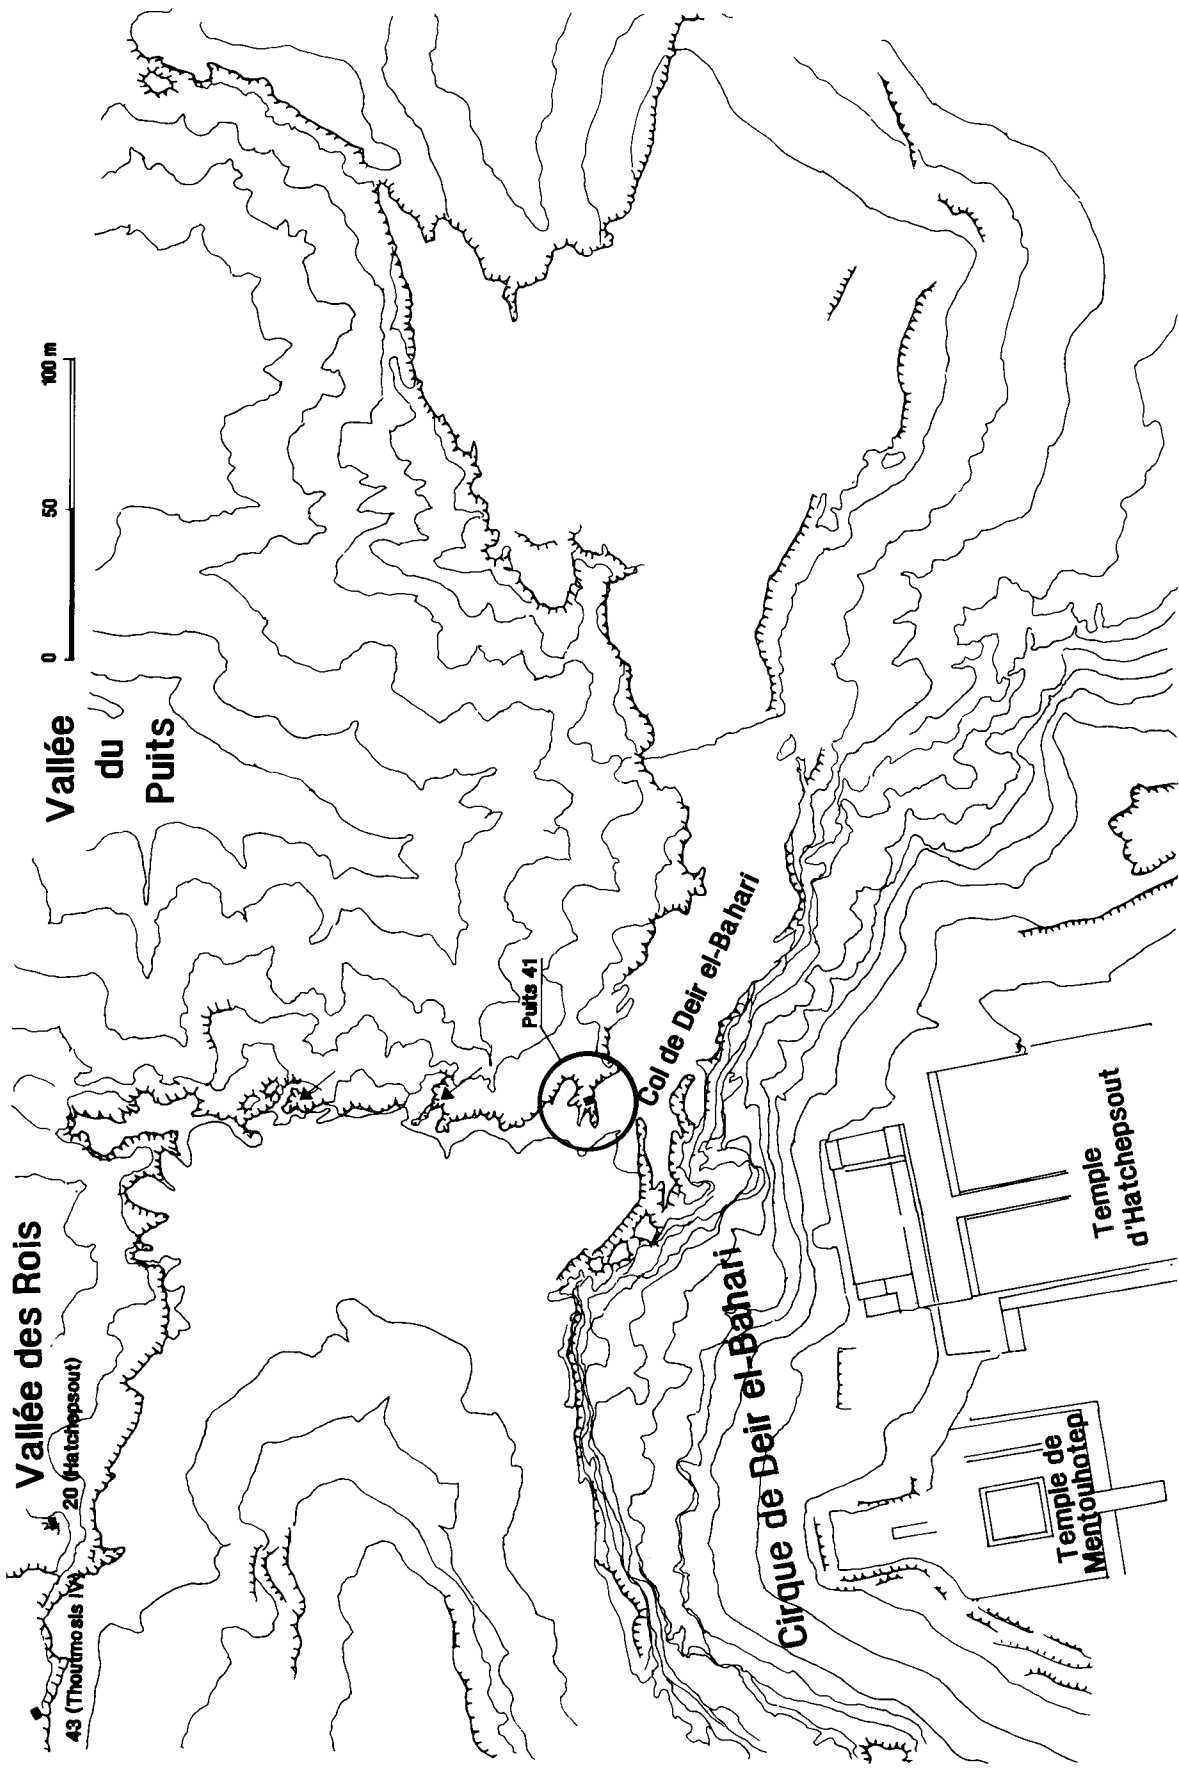 Vallée des Rois
20 (Hatchepsout)
43 (Thoutmosis IV)
Vallée
du
Puits
0 50 100 m
Puits 41
Col de Deir el-Bahari
Cirque de Deir el-Bahari
Temple
d'Hatchepsout
Temple de
Mentouhotep